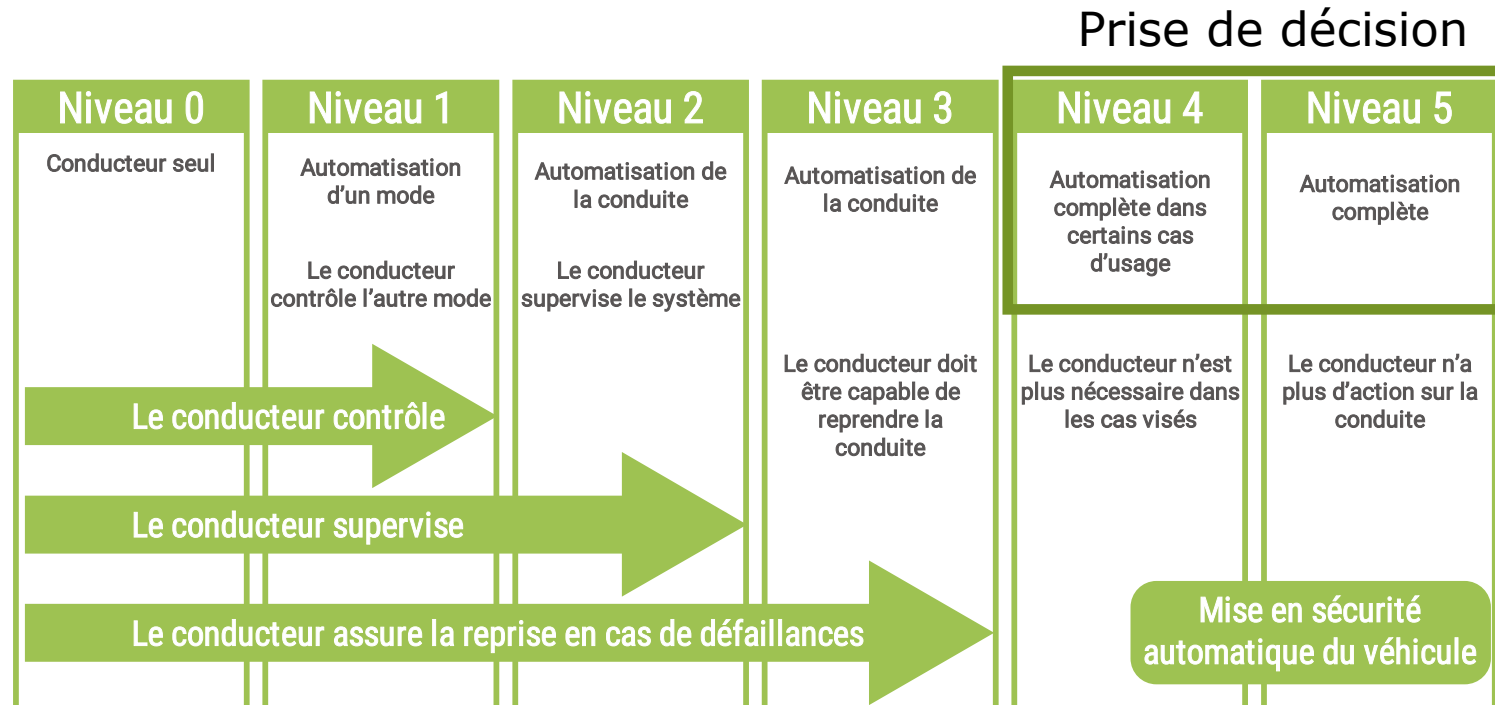 Prise de décision
Niveau 0
Niveau 1
Niveau 2
Niveau 3
Niveau 4
Niveau 5
Conducteur seul
Automatisation
d’un mode
Le conducteur
contrôle l’autre mode
Automatisation de
la conduite
Le conducteur
supervise le système
Automatisation de
la conduite
Le conducteur doit
être capable de
reprendre la
conduite
Automatisation
complète dans
certains cas
d’usage
Le conducteur n’est
plus nécessaire dans
les cas visés
Automatisation
complète
Le conducteur n’a
plus d’action sur la
conduite
Le conducteur contrôle
Le conducteur supervise
Le conducteur assure la reprise en cas de défaillances
Mise en sécurité
automatique du véhicule